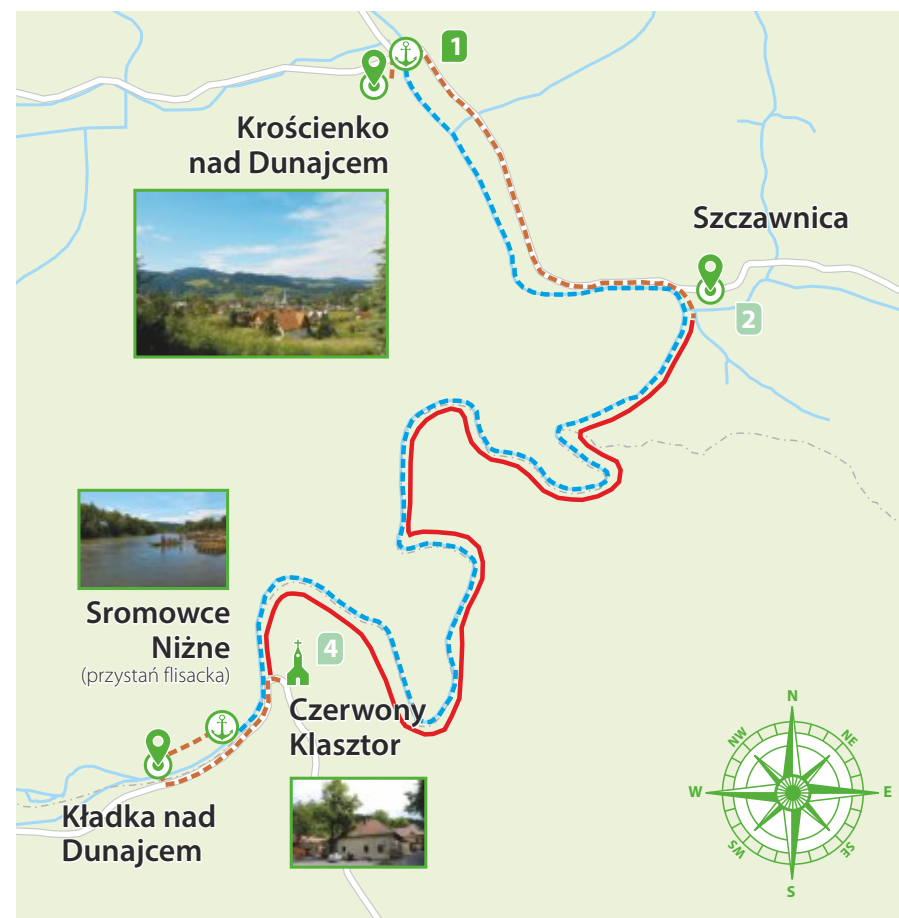 1
Krościenko
nad Dunajcem
Szczawnica
2
Sromowce
Niżne
(przystań flisacka)
4
Czerwony
Klasztor
Kładka nad
Dunajcem
N
NW
NE
W
E
SW
SE
S